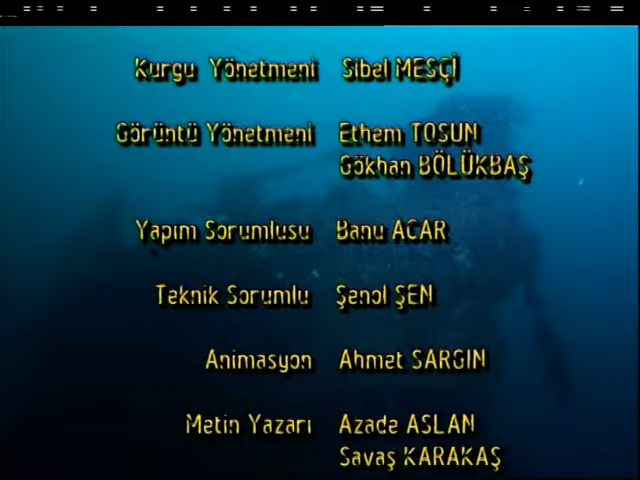 Kurgu Yönetmeni Sibel MESÇİ
Görüntü Yönetmeni Ethem TOSUN
Gökhan BÖLÜKBAŞ
Yapım Sorumlusu Banu ACAR
Teknik Sorumlu Şenol ŞEN
Animasyon Ahmet SARGIN
Metin Yazarı Azade ASLAN
Savaş KARAKAŞ